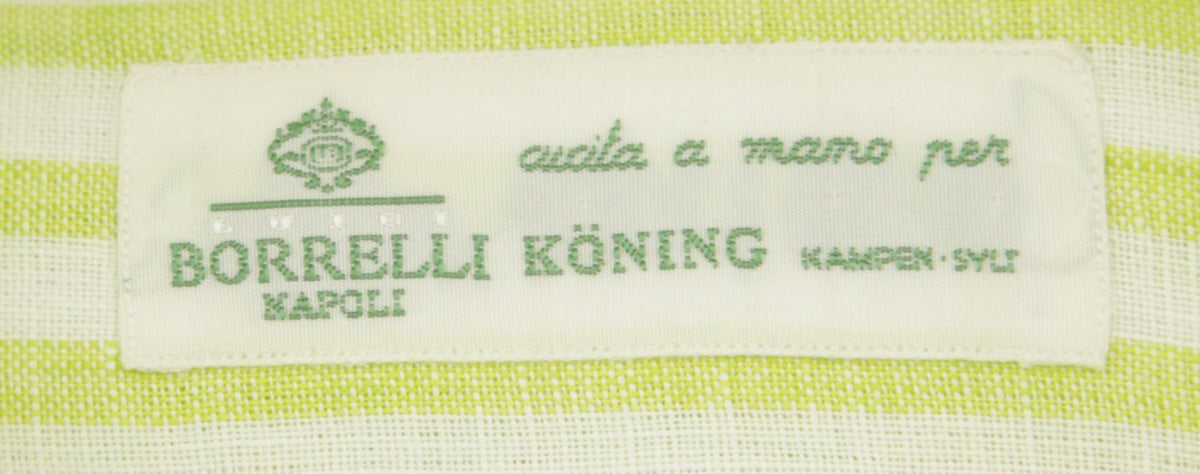 cucita a mano per
BORRELLI KÖNING KAMPEN·SYLT
NAPOLI